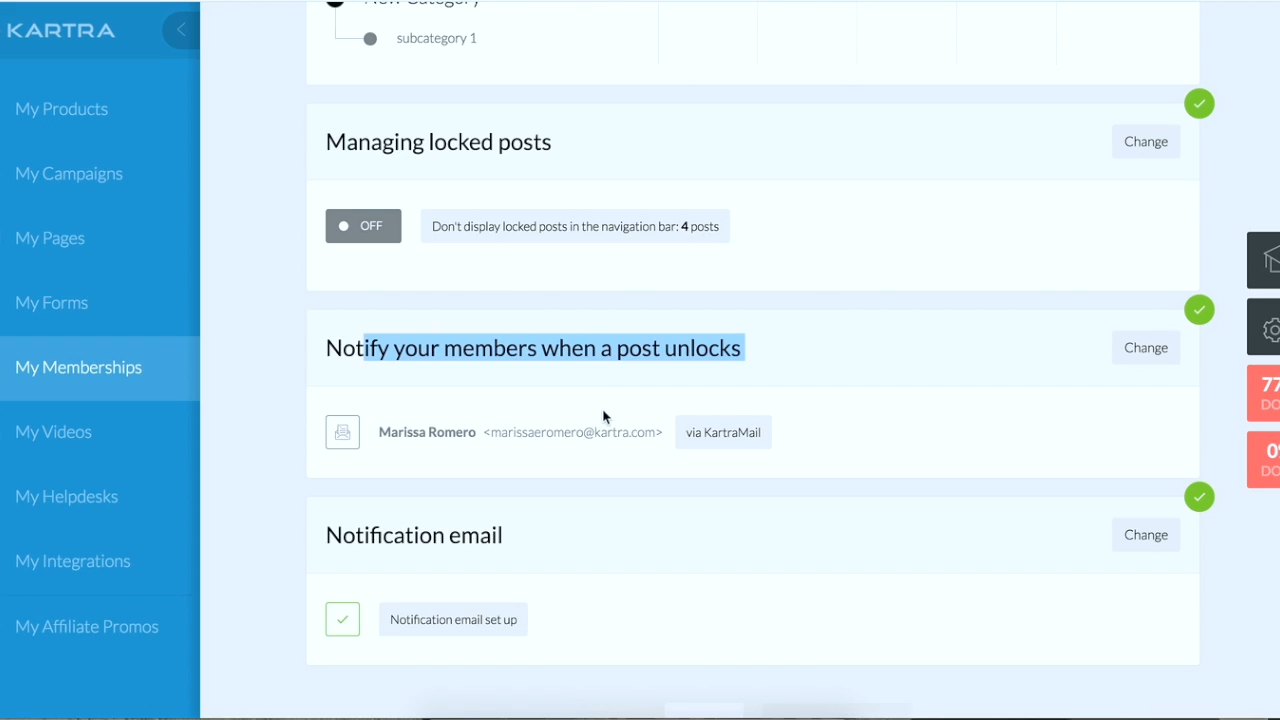 New Category
KARTRA
subcategory 1
My Products
Managing locked posts
Change
My Campaigns
OFF
Don't display locked posts in the navigation bar: 4 posts
My Pages
My Forms
Notify your members when a post unlocks
Change
My Memberships
77
My Videos
Marissa Romero <marissaeromero@kartra.com>
via KartraMail
My Helpdesks
Notification email
Change
My Integrations
Notification email set up
My Affiliate Promos